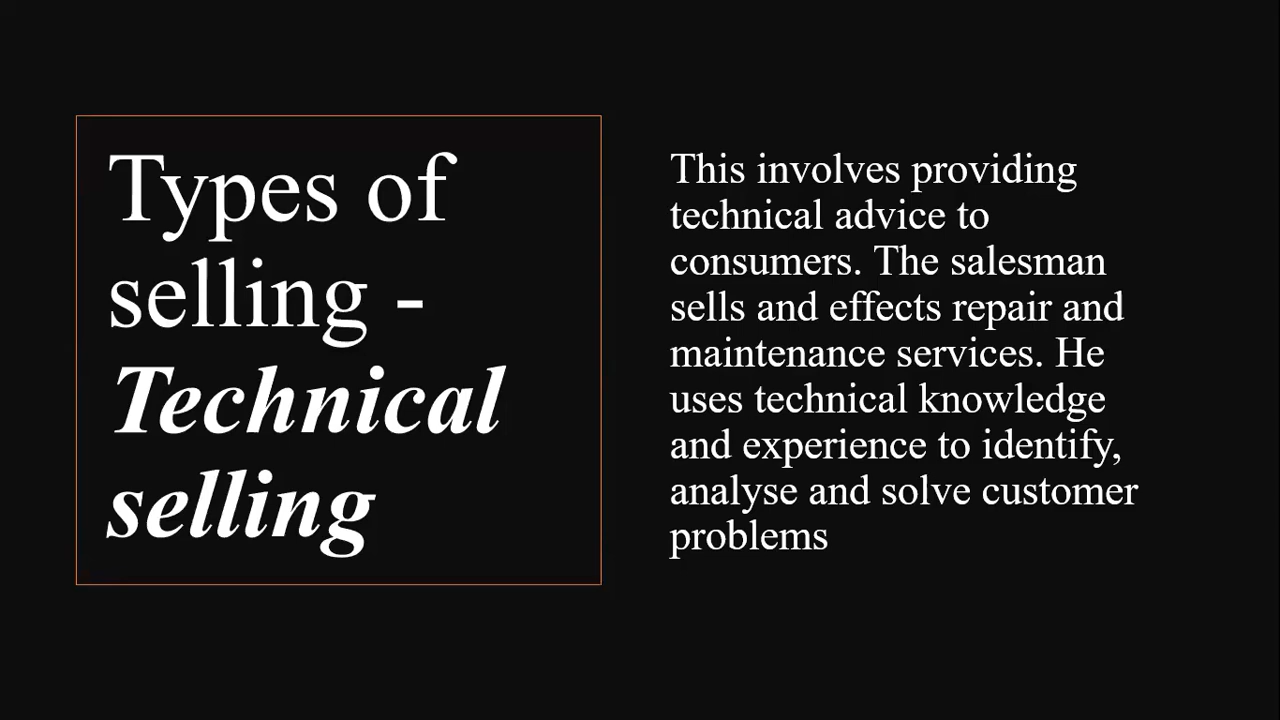 Types of
selling -
Technical
selling
This involves providing
technical advice to
consumers. The salesman
sells and effects repair and
maintenance services. He
uses technical knowledge
and experience to identify,
analyse and solve customer
problems